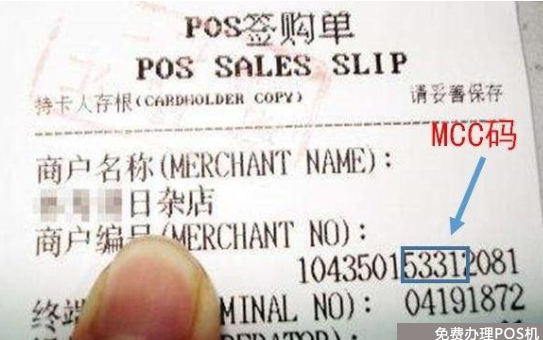 POS签购单
POS SALES SLIP
持卡人存根(CARDHOLDER COPY) 请妥善保存
MCC码
商户名称(MERCHANT NAME):
日杂店
商户编号(MERCHANT NO):
104350153312081
终端 MINAL NO): 04191872
免费办理POS机